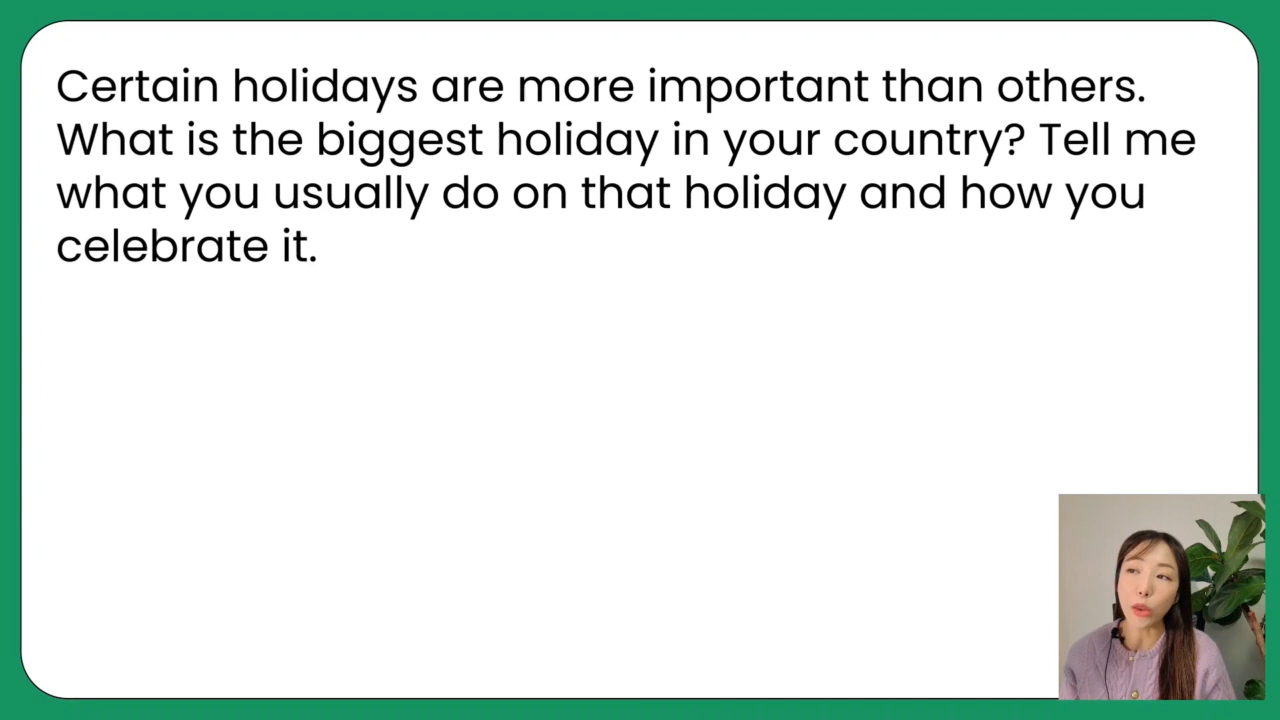 Certain holidays are more important than others.
What is the biggest holiday in your country? Tell me
what you usually do on that holiday and how you
celebrate it.